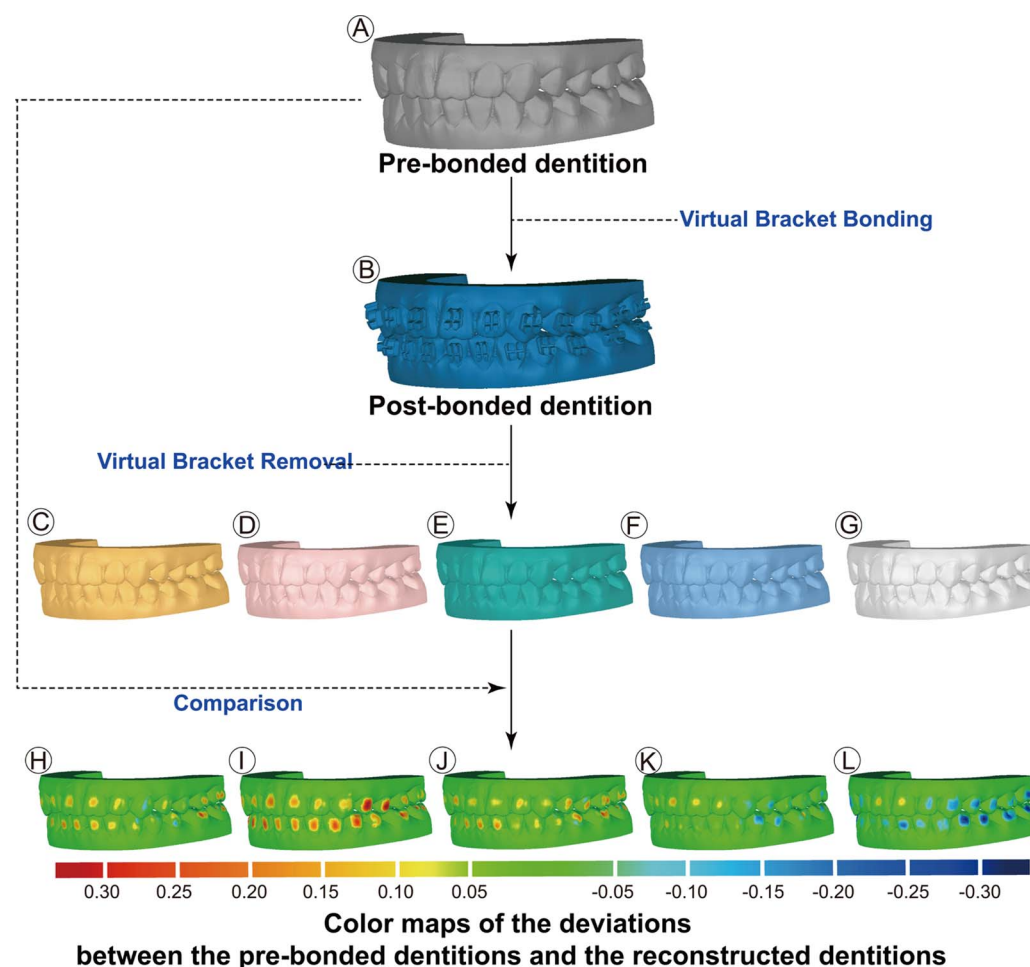 A
Pre-bonded dentition
Virtual Bracket Bonding
B
Post-bonded dentition
Virtual Bracket Removal
C D E F G
Comparison
H I J K L
0.30 0.25 0.20 0.15 0.10 0.05 -0.05 -0.10 -0.15 -0.20 -0.25 -0.30
Color maps of the deviations
between the pre-bonded dentitions and the reconstructed dentitions